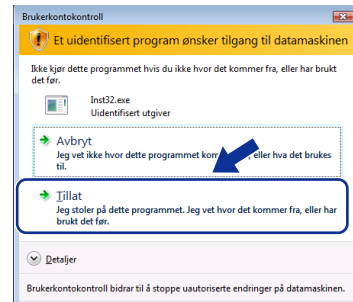 Brukerkontokontroll
Et uidentifisert program ønsker tilgang til datamaskinen
Ikke kjør dette programmet hvis du ikke hvor det kommer fra, eller har brukt
det før.
Inst32.exe
Uidentifisert utgiver
Avbryt
Jeg vet ikke hvor dette programmet kom eller hva det brukes
til.
Tillat
Jeg stoler på dette programmet. Jeg vet hvor det kommer fra, eller har
brukt det før.
Detaljer
Brukerkontokontroll bidrar til å stoppe uautoriserte endringer på datamaskinen.